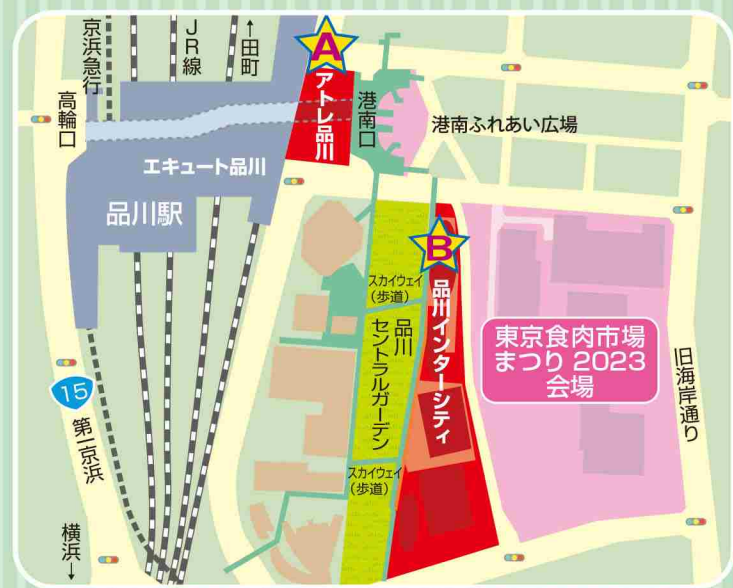 京浜急行
JR線
↑田町
A
アトレ品川
高輪口
港南口
港南ふれあい広場
エキュート品川
品川駅
B
品川インターシティ
スカイウェイ
(歩道)
品川
セントラルガーデン
東京食肉市場
まつり 2023
会場
旧海岸通り
15
第一京浜
スカイウェイ
(歩道)
横浜↓